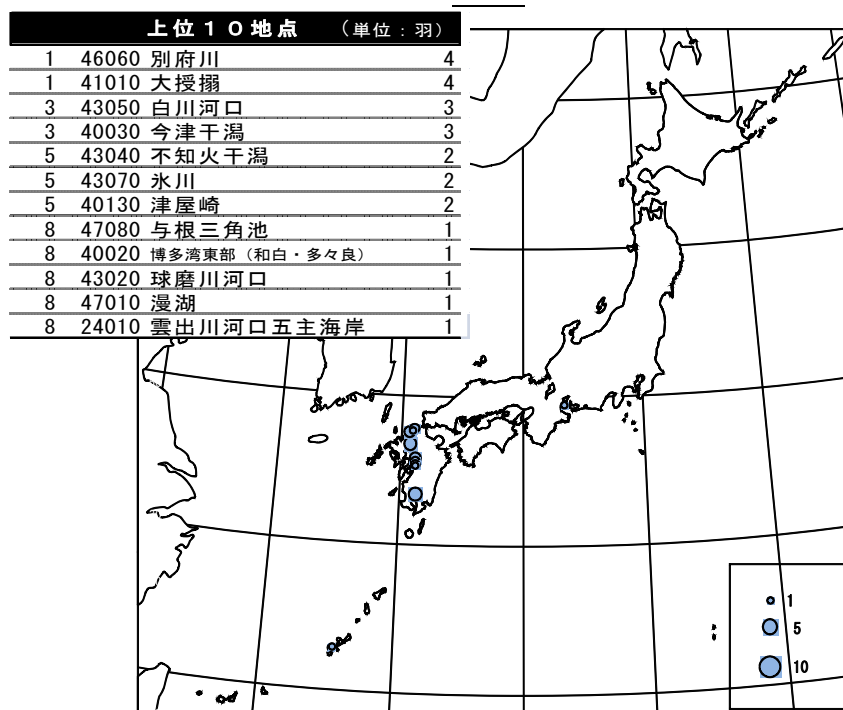 上位１０地点 （単位：羽）
1 46060 別府川 4
1 41010 大授搦 4
3 43050 白川河口 3
3 40030 今津干潟 3
5 43040 不知火干潟 2
5 43070 氷川 2
5 40130 津屋崎 2
8 47080 与根三角池 1
8 40020 博多湾東部（和白・多々良） 1
8 43020 球磨川河口 1
8 47010 漫湖 1
8 24010 雲出川河口五主海岸 1
1
5
10